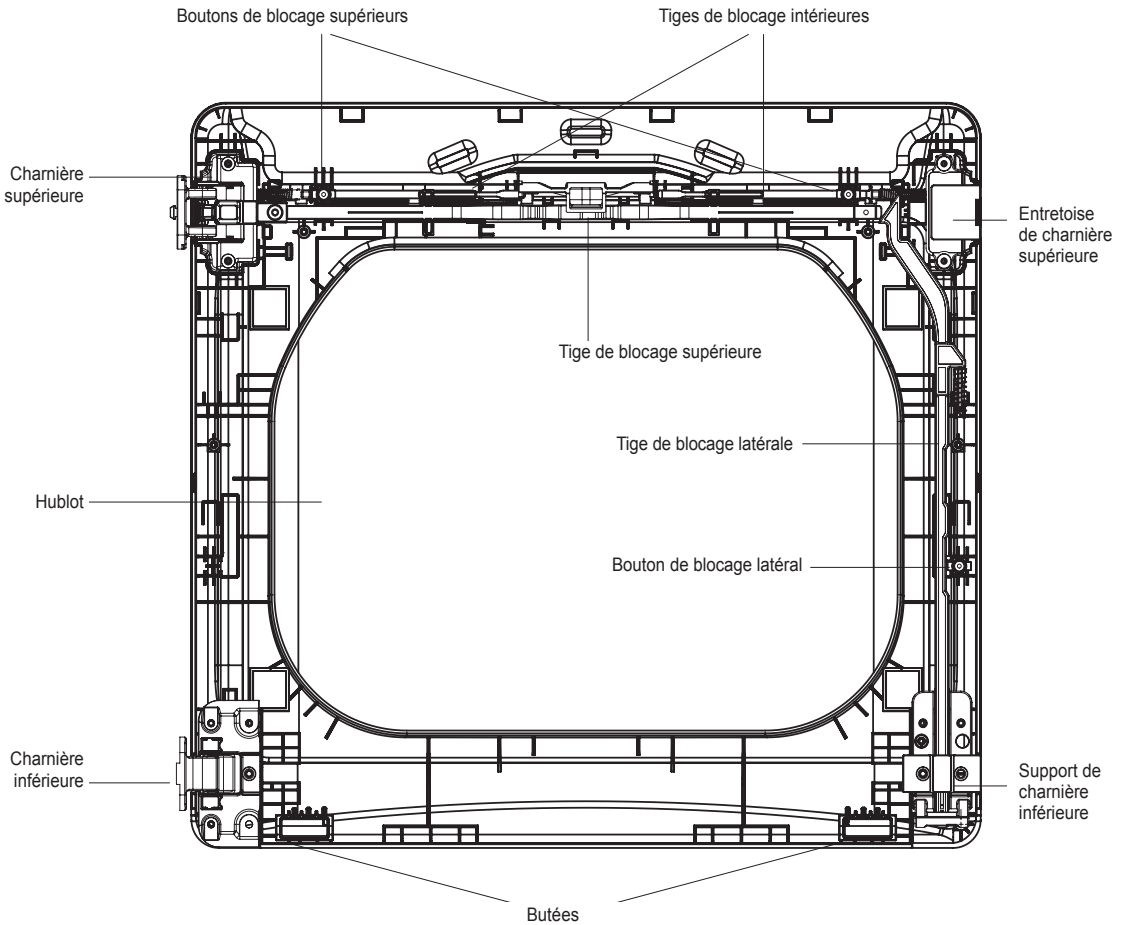 Boutons de blocage supérieurs
Tiges de blocage intérieures
Charnière
supérieure
Entretoise
de charnière
supérieure
Tige de blocage supérieure
Tige de blocage latérale
Hublot
Bouton de blocage latéral
Charnière
inférieure
Support de
charnière
inférieure
Butées